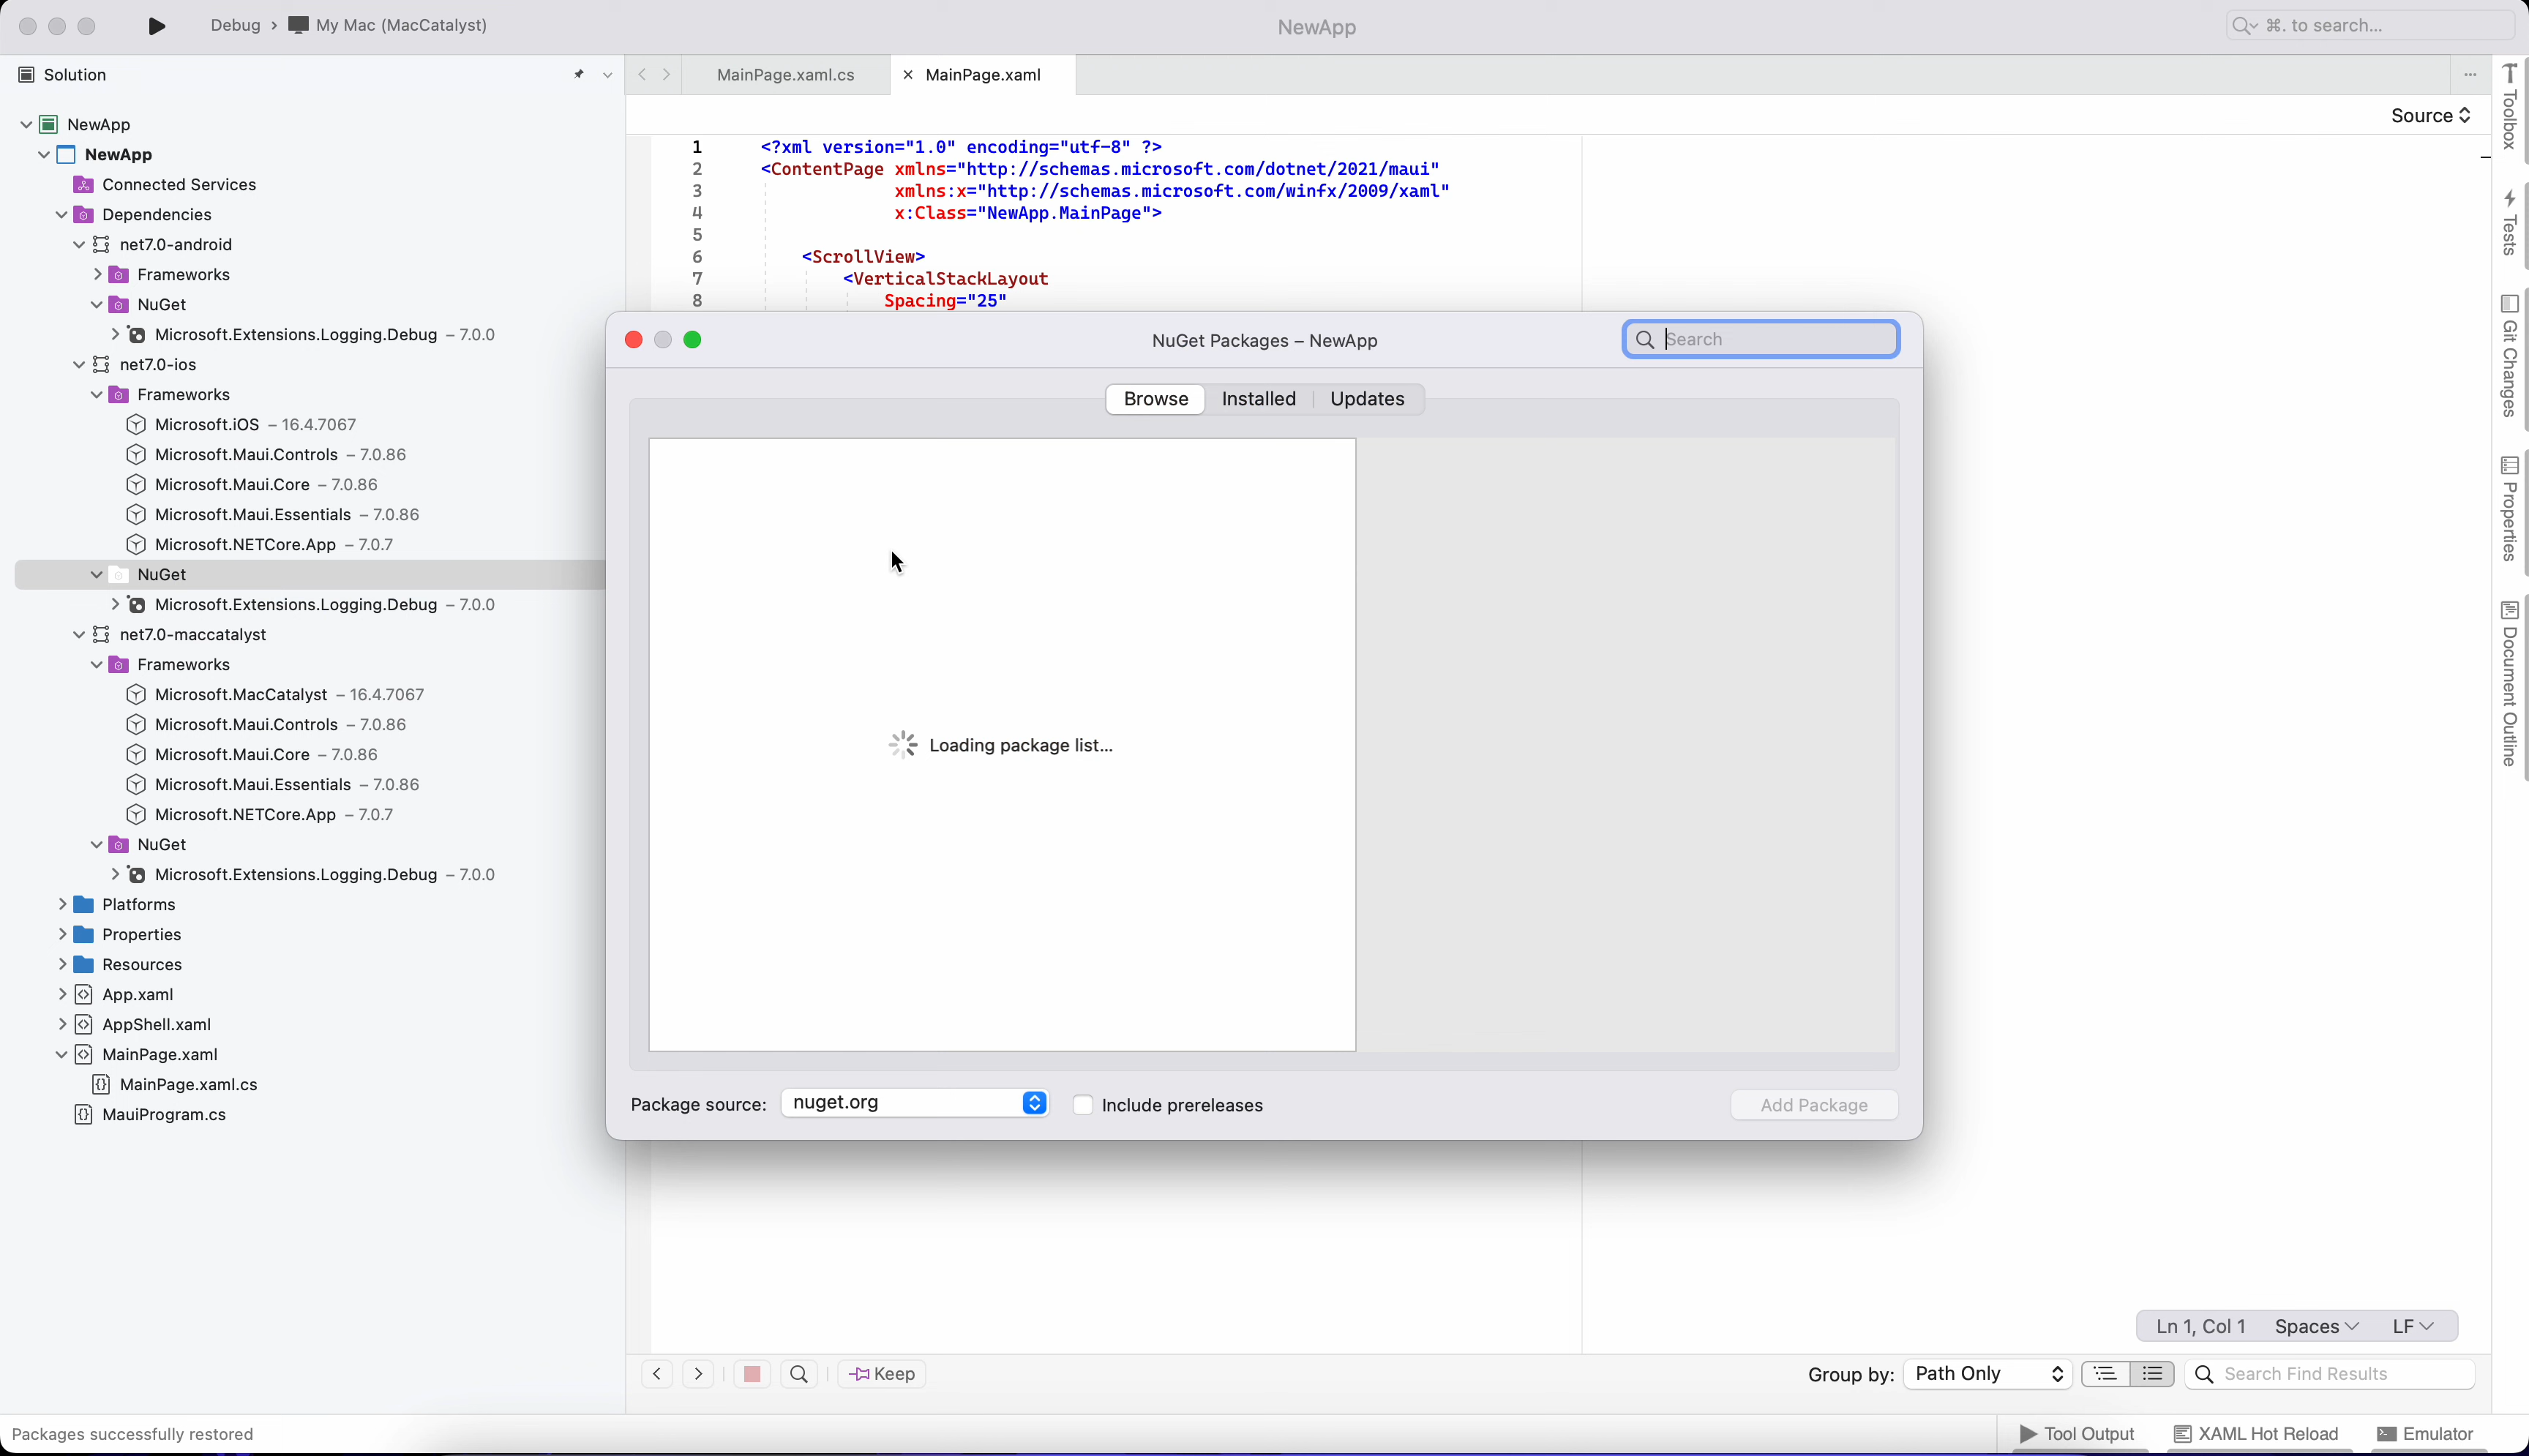 Debug › My Mac (MacCatalyst)
NewApp
⌘. to search...
Solution
MainPage.xaml.cs
MainPage.xaml
Source
NewApp
NewApp
Connected Services
Dependencies
net7.0-android
Frameworks
NuGet
Microsoft.Extensions.Logging.Debug – 7.0.0
net7.0-ios
Frameworks
Microsoft.iOS – 16.4.7067
Microsoft.Maui.Controls – 7.0.86
Microsoft.Maui.Core – 7.0.86
Microsoft.Maui.Essentials – 7.0.86
Microsoft.NETCore.App – 7.0.7
NuGet
Microsoft.Extensions.Logging.Debug – 7.0.0
net7.0-maccatalyst
Frameworks
Microsoft.MacCatalyst – 16.4.7067
Microsoft.Maui.Controls – 7.0.86
Microsoft.Maui.Core – 7.0.86
Microsoft.Maui.Essentials – 7.0.86
Microsoft.NETCore.App – 7.0.7
NuGet
Microsoft.Extensions.Logging.Debug – 7.0.0
Platforms
Properties
Resources
App.xaml
AppShell.xaml
MainPage.xaml
MainPage.xaml.cs
MauiProgram.cs
1 <?xml version="1.0" encoding="utf-8" ?>
2 <ContentPage xmlns="http://schemas.microsoft.com/dotnet/2021/maui"
3 xmlns:x="http://schemas.microsoft.com/winfx/2009/xaml"
4 x:Class="NewApp.MainPage">
5
6 <ScrollView>
7 <VerticalStackLayout
8 Spacing="25"
NuGet Packages – NewApp
Search
Browse
Installed
Updates
Loading package list...
Package source:
nuget.org
Include prereleases
Add Package
Toolbox
Tests
Git Changes
Properties
Document Outline
Ln 1, Col 1
Spaces
LF
Keep
Group by:
Path Only
Search Find Results
Packages successfully restored
Tool Output
XAML Hot Reload
Emulator